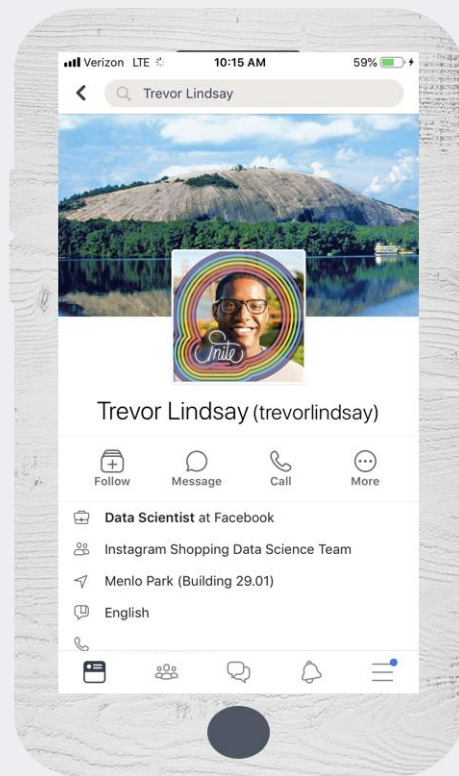 Verizon LTE 10:15 AM 59%
Trevor Lindsay
Trevor Lindsay (trevorlindsay)
Follow Message Call More
Data Scientist at Facebook
Instagram Shopping Data Science Team
Menlo Park (Building 29.01)
English